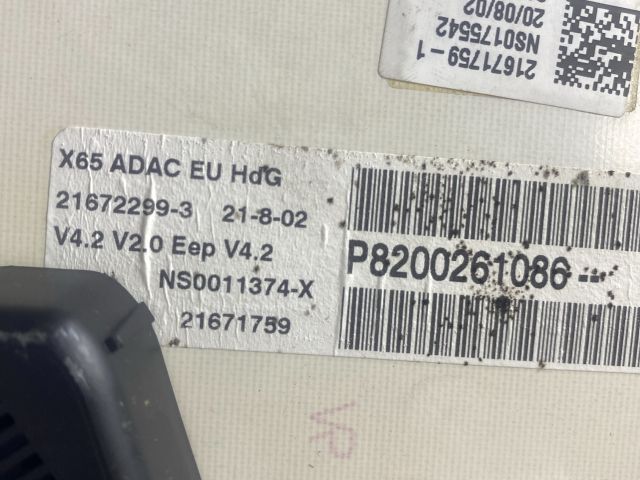 20/08/02
NS0175542
21671759-1
X65 ADAC EU HdG
21672299-3 21-8-02
V4.2 V2.0 Eep V4.2
NS0011374-X
21671759
P8200261086--
VP